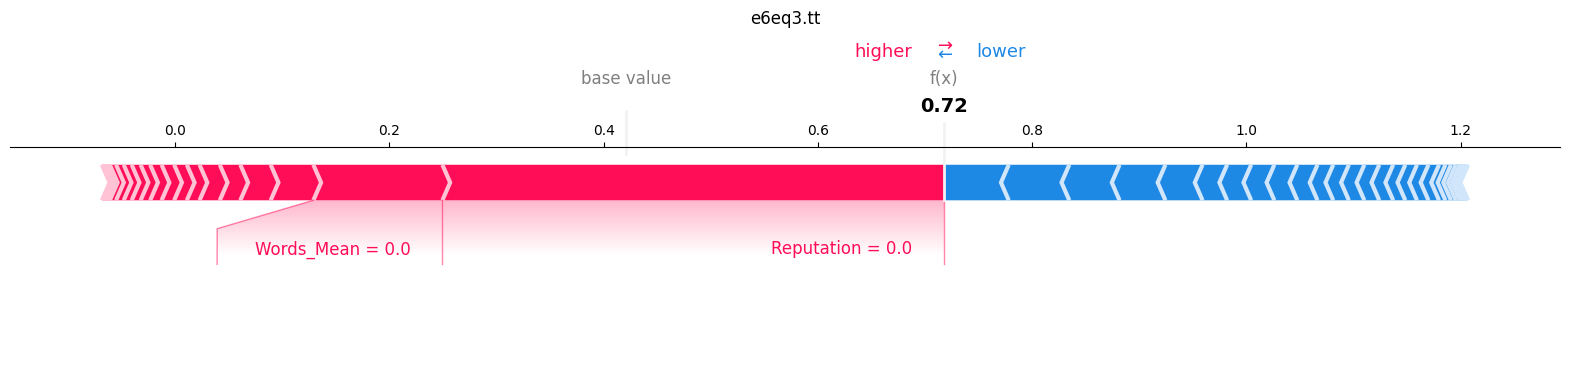 e6eq3.tt
higher → ← lower
base value f(x)
0.72
0.0 0.2 0.4 0.6 0.8 1.0 1.2
Words_Mean = 0.0 Reputation = 0.0